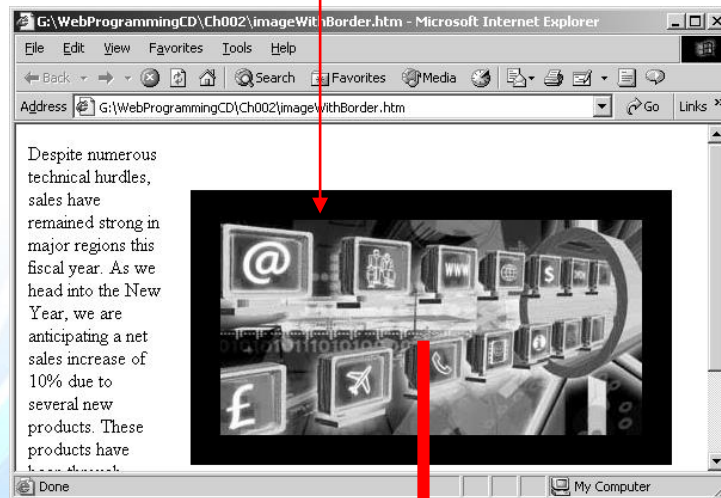 G:\WebProgrammingCD\Ch002\imageWithBorder.htm - Microsoft Internet Explorer
File Edit View Favorites Tools Help
Back Search Favorites Media
Address G:\WebProgrammingCD\Ch002\imageWithBorder.htm Go Links »
Despite numerous
technical hurdles,
sales have
remained strong in
major regions this
fiscal year. As we
head into the New
Year, we are
anticipating a net
sales increase of
10% due to
several new
products. These
products have
been through
@ WWW $
£
Done My Computer